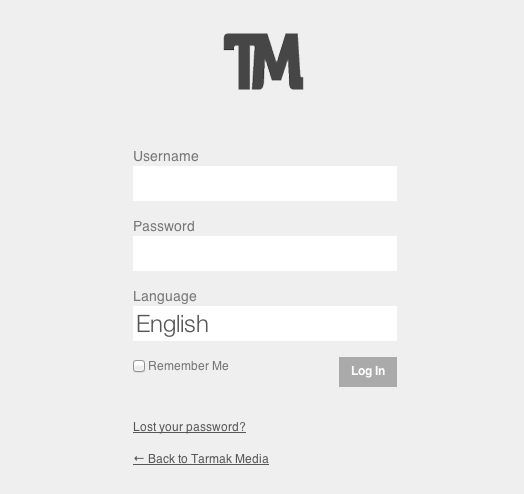 TM
Username
Password
Language
English
Remember Me
Log In
Lost your password?
← Back to Tarmak Media